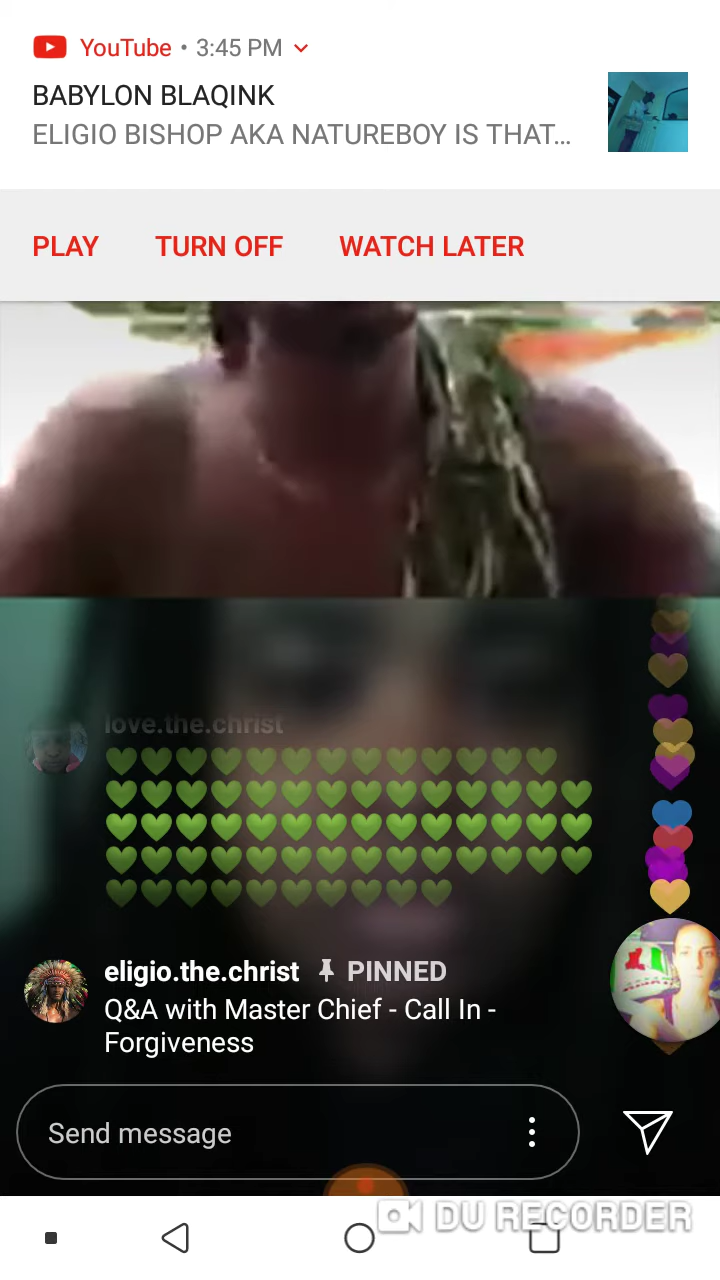 YouTube • 3:45 PM
BABYLON BLAQINK
ELIGIO BISHOP AKA NATUREBOY IS THAT...
PLAY TURN OFF WATCH LATER
love.the.christ
eligio.the.christ PINNED
Q&A with Master Chief - Call In -
Forgiveness
Send message
DU RECORDER